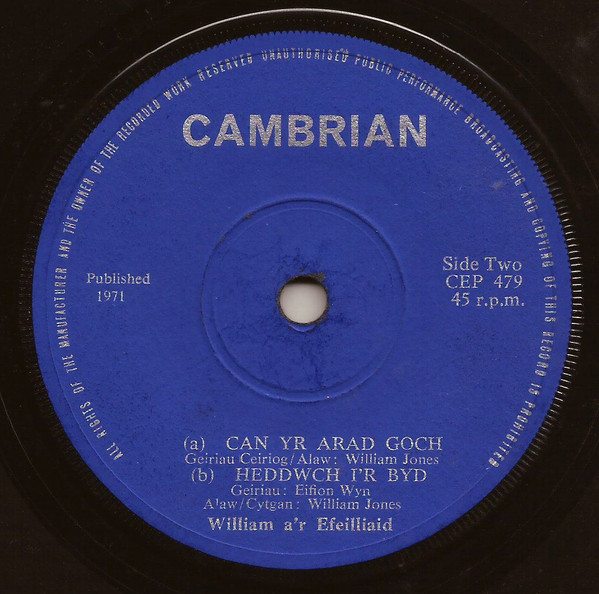 ALL RIGHTS OF THE MANUFACTURER AND THE OWNER OF THE RECORDED WORK RESERVED UNAUTHORISED PUBLIC PERFORMANCE BROADCASTING AND COPYING OF THIS RECORD IS PROHIBITED
CAMBRIAN
Published
1971
Side Two
CEP 479
45 r.p.m.
(a) CAN YR ARAD GOCH
Geiriau Ceiriog/Alaw: William Jones
(b) HEDDWCH I'R BYD
Geiriau: Eifion Wyn
Alaw/Cytgan: William Jones
William a'r Efeilliaid